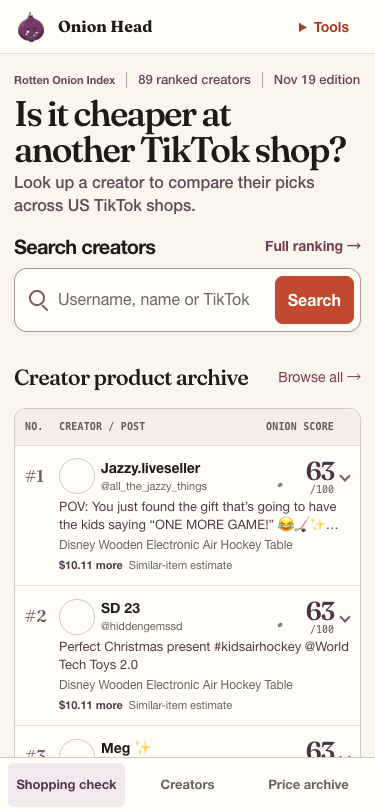 Onion Head
▶ Tools
Rotten Onion Index | 89 ranked creators | Nov 19 edition
Is it cheaper at
another TikTok shop?
Look up a creator to compare their picks
across US TikTok shops.
Search creators
Full ranking →
Username, name or TikTok
Search
Creator product archive
Browse all →
NO. CREATOR / POST ONION SCORE
#1 Jazzy.liveseller 63
@all_the_jazzy_things /100
POV: You just found the gift that’s going to have
the kids saying “ONE MORE GAME!” 😂🏒✨…
Disney Wooden Electronic Air Hockey Table
$10.11 more Similar-item estimate
#2 SD 23 63
@hiddengemssd /100
Perfect Christmas present #kidsairhockey @World
Tech Toys 2.0
Disney Wooden Electronic Air Hockey Table
$10.11 more Similar-item estimate
#3 Meg ✨ 63
Shopping check Creators Price archive